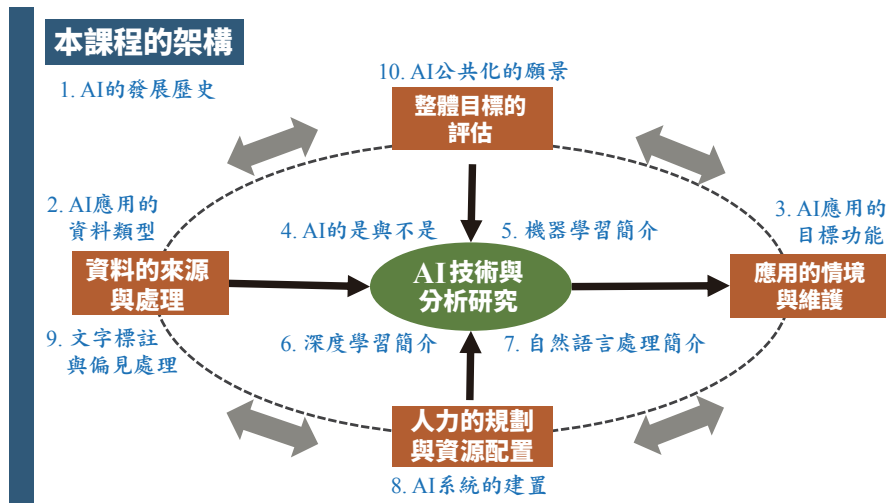 本課程的架構
10. AI公共化的願景
1. AI的發展歷史
整體目標的
評估
2. AI應用的
資料類型
3. AI應用的
目標功能
4. AI的是與不是
5. 機器學習簡介
資料的來源
與處理
AI技術與
分析研究
應用的情境
與維護
9. 文字標註
與偏見處理
6. 深度學習簡介
7. 自然語言處理簡介
人力的規劃
與資源配置
8. AI系統的建置